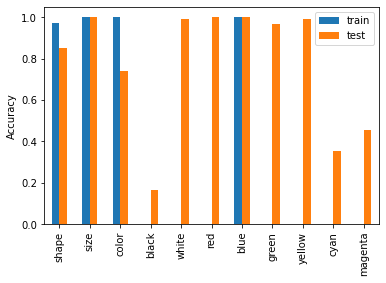 train
test
Accuracy
1.0
0.8
0.6
0.4
0.2
0.0
shape
size
color
black
white
red
blue
green
yellow
cyan
magenta